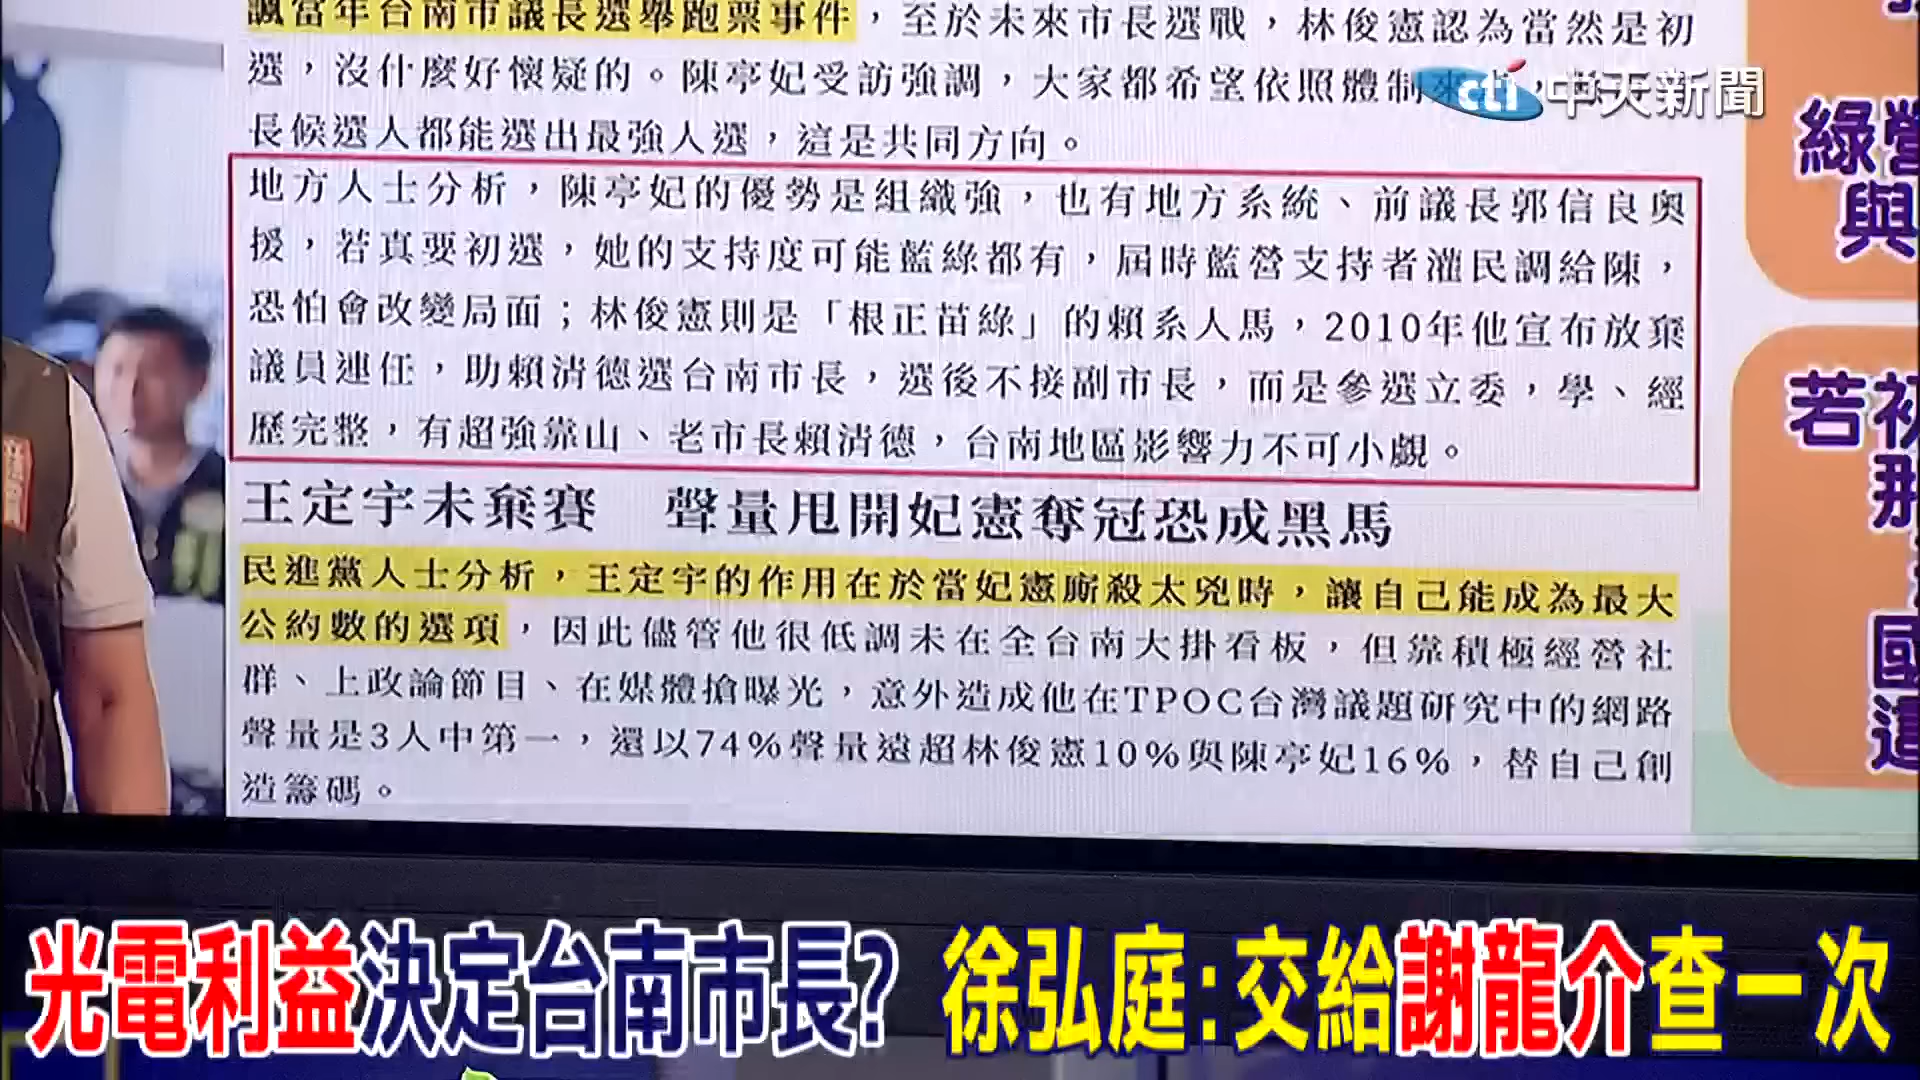 諷當年台南市議長選舉跑票事件，至於未來市長選戰，林俊憲認為當然是初
選，沒什麼好懷疑的。陳亭妃受訪強調，大家都希望依照體制來
cti 中天新聞
長候選人都能選出最強人選，這是共同方向。
地方人士分析，陳亭妃的優勢是組織強，也有地方系統、前議長郭信良奧
援，若真要初選，她的支持度可能藍綠都有，屆時藍營支持者灌民調給陳，
恐怕會改變局面；林俊憲則是「根正苗綠」的賴系人馬，2010年他宣布放棄
議員連任，助賴清德選台南市長，選後不接副市長，而是參選立委，學、經
歷完整，有超強靠山、老市長賴清德，台南地區影響力不可小覷。
王定宇未棄賽　聲量甩開妃憲奪冠恐成黑馬
民進黨人士分析，王定宇的作用在於當妃憲廝殺太兇時，讓自己能成為最大
公約數的選項，因此儘管他很低調未在全台南大掛看板，但靠積極經營社
群、上政論節目、在媒體搶曝光，意外造成他在TPOC台灣議題研究中的網路
聲量是3人中第一，還以74%聲量遠超林俊憲10%與陳亭妃16%，替自己創
造籌碼。
綠營
與
初
若那
國
這
光電利益決定台南市長? 徐弘庭:交給謝龍介查一次